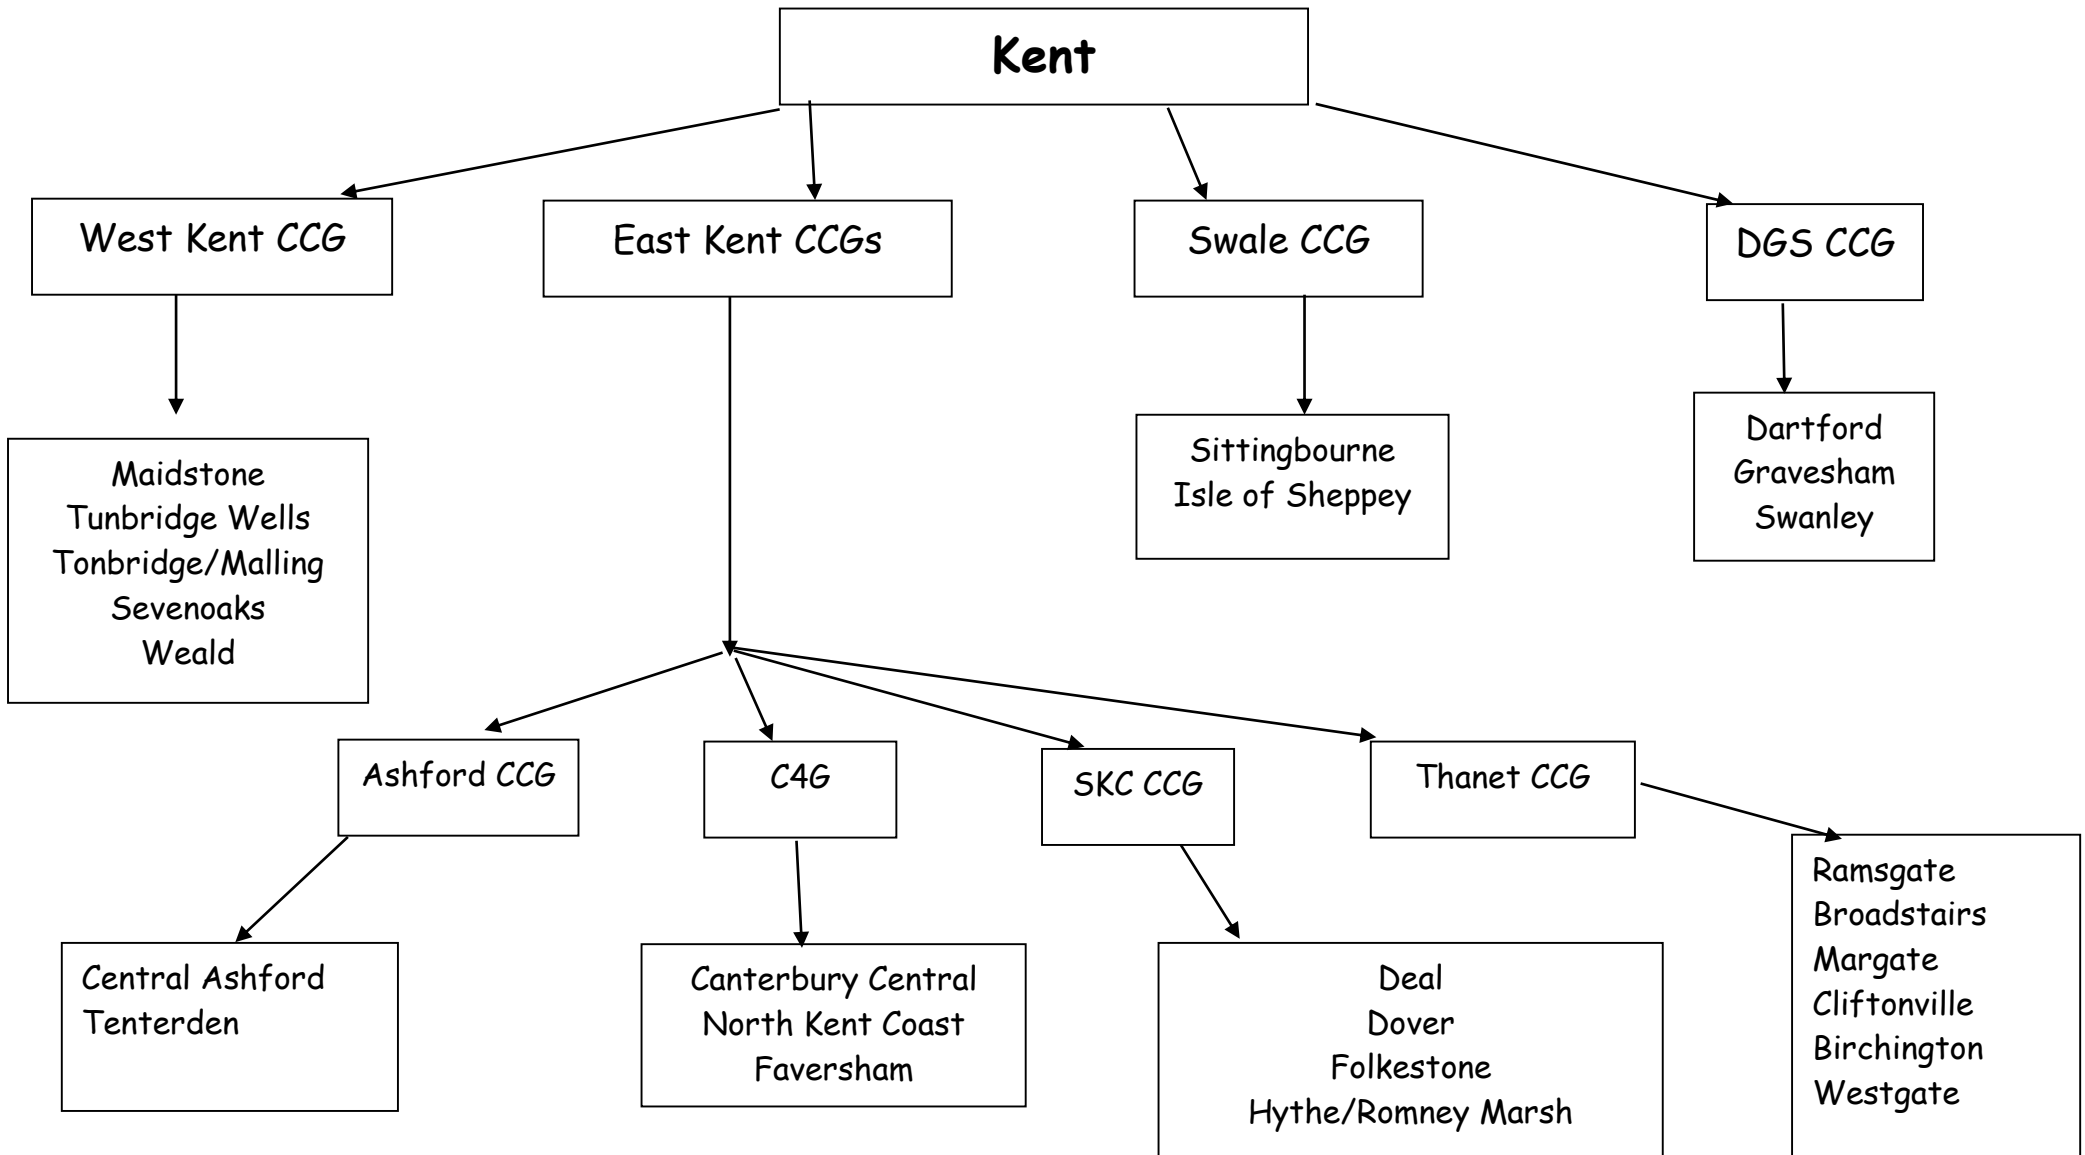 Kent
West Kent CCG
East Kent CCGs
Swale CCG
DGS CCG
Maidstone
Tunbridge Wells
Tonbridge/Malling
Sevenoaks
Weald
Sittingbourne
Isle of Sheppey
Dartford
Gravesham
Swanley
Ashford CCG
C4G
SKC CCG
Thanet CCG
Central Ashford
Tenterden
Canterbury Central
North Kent Coast
Faversham
Deal
Dover
Folkestone
Hythe/Romney Marsh
Ramsgate
Broadstairs
Margate
Cliftonville
Birchington
Westgate